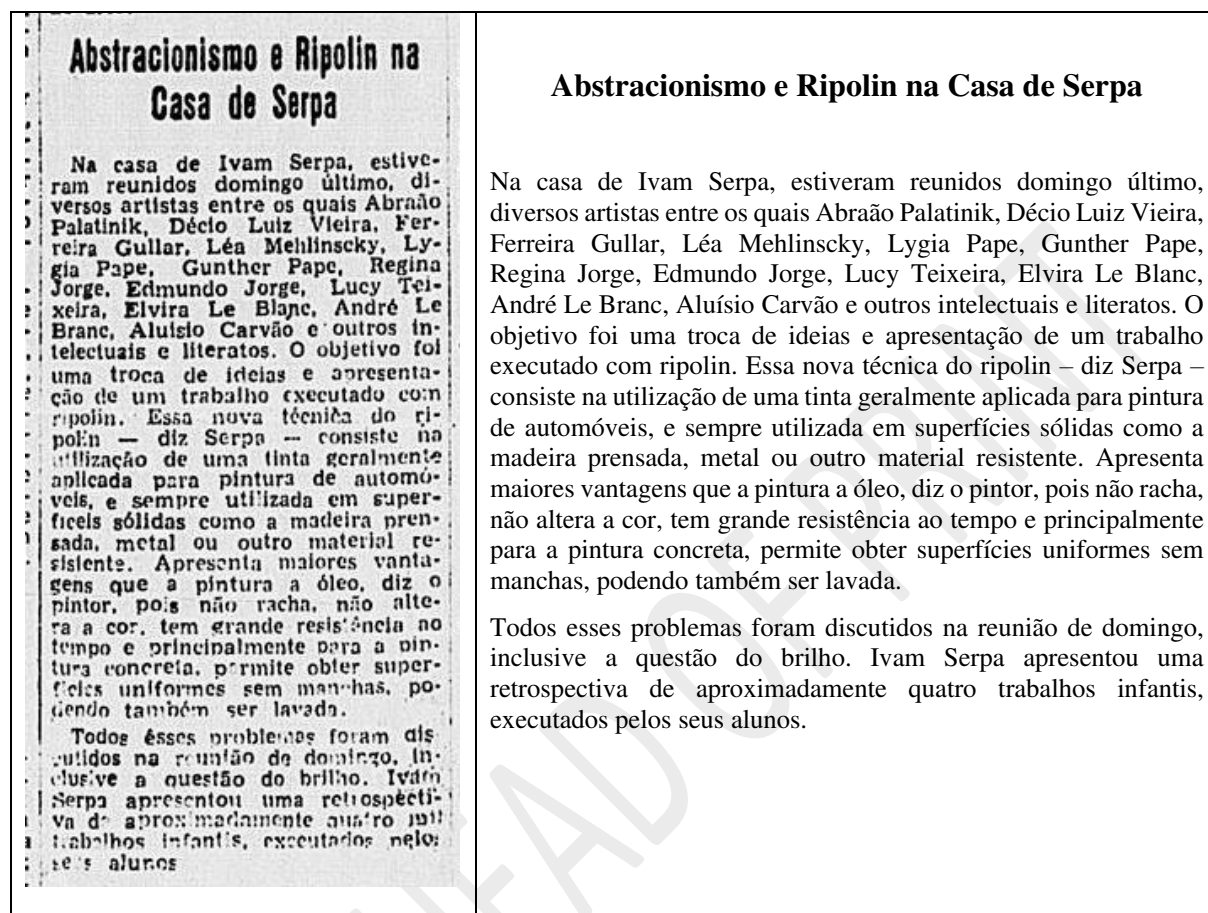 Abstracionismo e Ripolin na
Casa de Serpa
Na casa de Ivam Serpa, estive-
ram reunidos domingo último, di-
versos artistas entre os quais Abraão
Palatinik, Décio Luiz Vieira, Fer-
reira Gullar, Léa Mehlinscky, Ly-
gia Pape, Gunther Pape, Regina
Jorge, Edmundo Jorge, Lucy Tei-
xeira, Elvira Le Blanc, André Le
Branc, Aluisio Carvão e outros in-
telectuais e literatos. O objetivo foi
uma troca de ideias e apresenta-
ção de um trabalho executado com
ripolin. Essa nova técnica do ri-
polin — diz Serpa — consiste na
utilização de uma tinta geralmente
aplicada para pintura de automó-
veis, e sempre utilizada em super-
ficeis sólidas como a madeira pren-
sada, metal ou outro material re-
sistente. Apresenta maiores vanta-
gens que a pintura a óleo, diz o
pintor, pois não racha, não alte-
ra a cor, tem grande resistência ao
tempo e principalmente para a pin-
tura concreta, permite obter super-
ficies uniformes sem manchas, po-
dendo também ser lavada.
Todos êsses problemas foram dis
cutidos na reunião de domingo, in-
clusive a questão do brilho. Ivam
Serpa apresentou uma retrospècti-
va de aproximadamente quatro mil
trabalhos infantis, executados pelos
seus alunos
Abstracionismo e Ripolin na Casa de Serpa
Na casa de Ivam Serpa, estiveram reunidos domingo último,
diversos artistas entre os quais Abraão Palatinik, Décio Luiz Vieira,
Ferreira Gullar, Léa Mehlinscky, Lygia Pape, Gunther Pape,
Regina Jorge, Edmundo Jorge, Lucy Teixeira, Elvira Le Blanc,
André Le Branc, Aluísio Carvão e outros intelectuais e literatos. O
objetivo foi uma troca de ideias e apresentação de um trabalho
executado com ripolin. Essa nova técnica do ripolin – diz Serpa –
consiste na utilização de uma tinta geralmente aplicada para pintura
de automóveis, e sempre utilizada em superfícies sólidas como a
madeira prensada, metal ou outro material resistente. Apresenta
maiores vantagens que a pintura a óleo, diz o pintor, pois não racha,
não altera a cor, tem grande resistência ao tempo e principalmente
para a pintura concreta, permite obter superfícies uniformes sem
manchas, podendo também ser lavada.
Todos esses problemas foram discutidos na reunião de domingo,
inclusive a questão do brilho. Ivam Serpa apresentou uma
retrospectiva de aproximadamente quatro trabalhos infantis,
executados pelos seus alunos.
AD OF PRINT